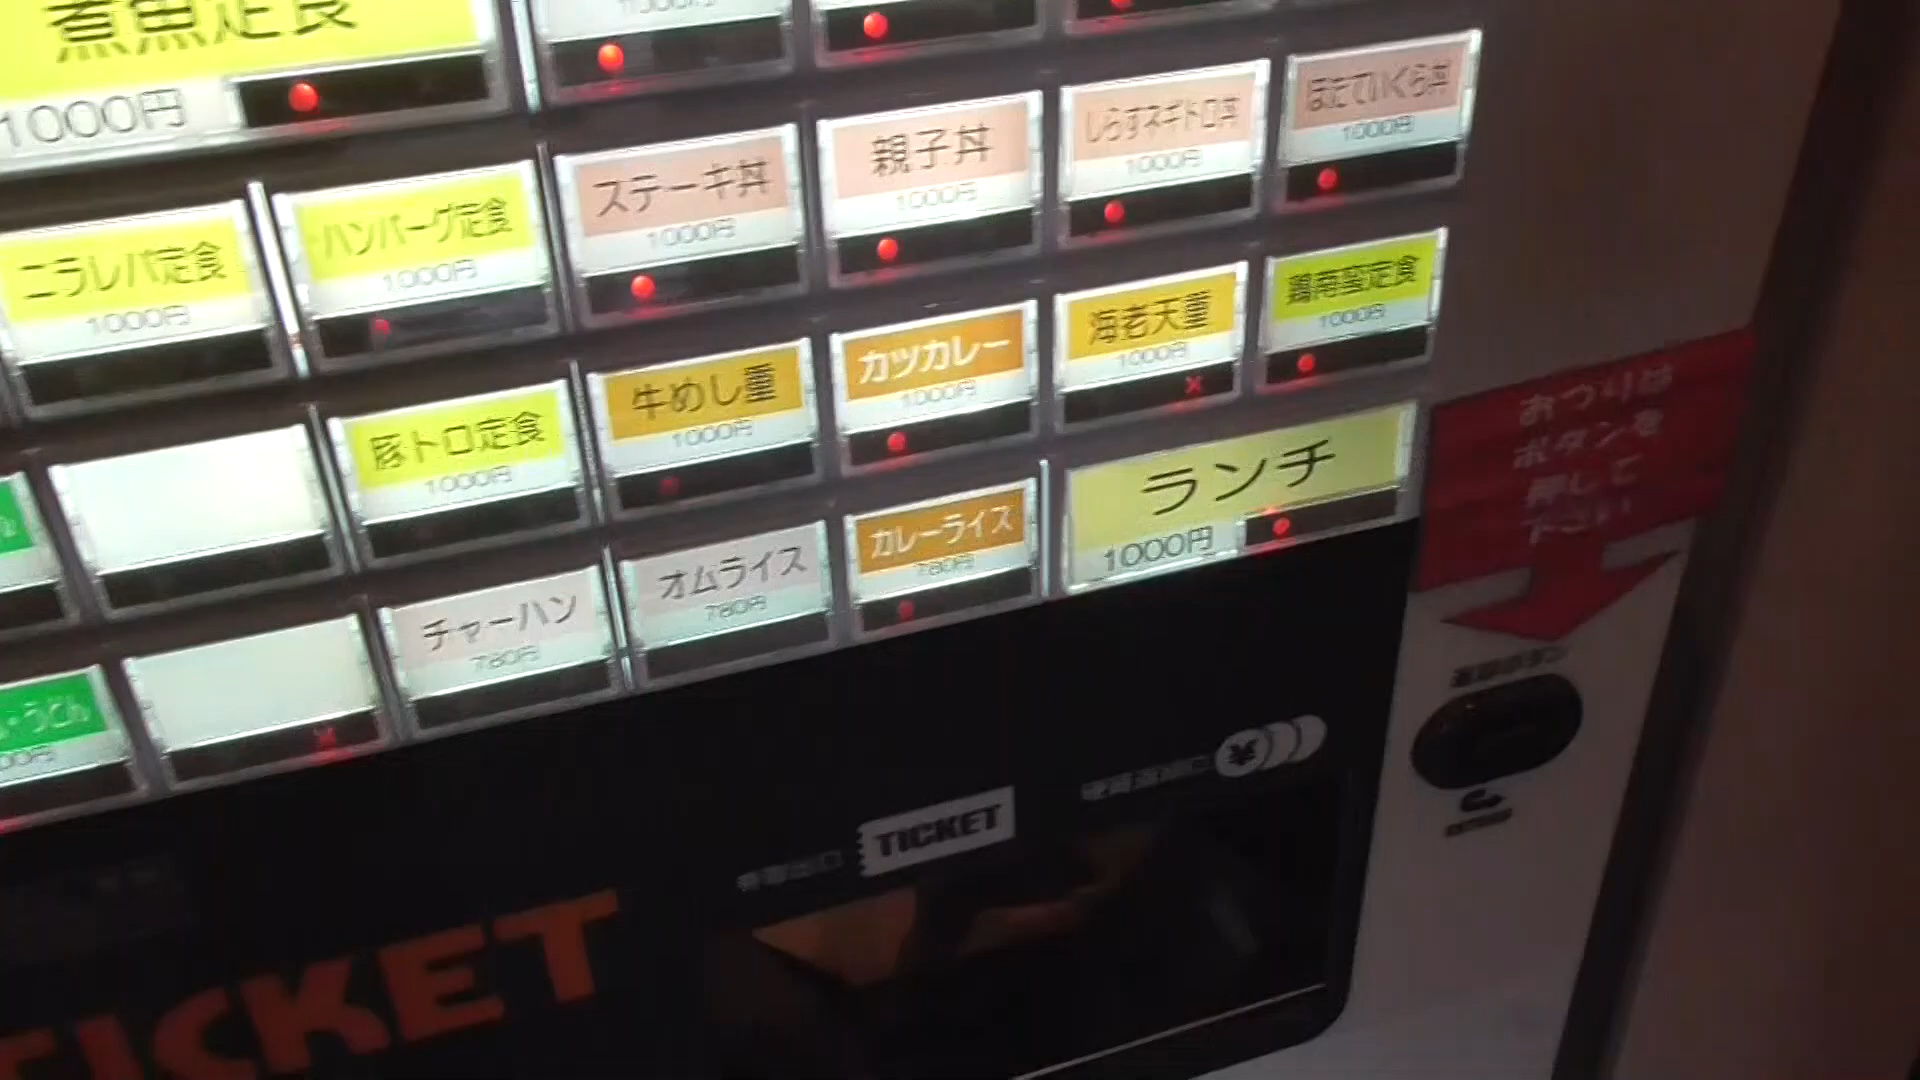 煮魚定食
1000円
ほたていくら丼
1000円
しらすネギトロ丼
1000円
親子丼
1000円
ステーキ丼
1000円
ハンバーグ定食
1000円
ニラレバ定食
1000円
定食
1000円
海老天重
1000円
カツカレー
1000円
牛めし重
1000円
豚トロ定食
1000円
ランチ
1000円
カレーライス
780円
オムライス
780円
チャーハン
780円
うどん
おつりは
ボタンを
押して
下さい
TICKET
¥
TICKET